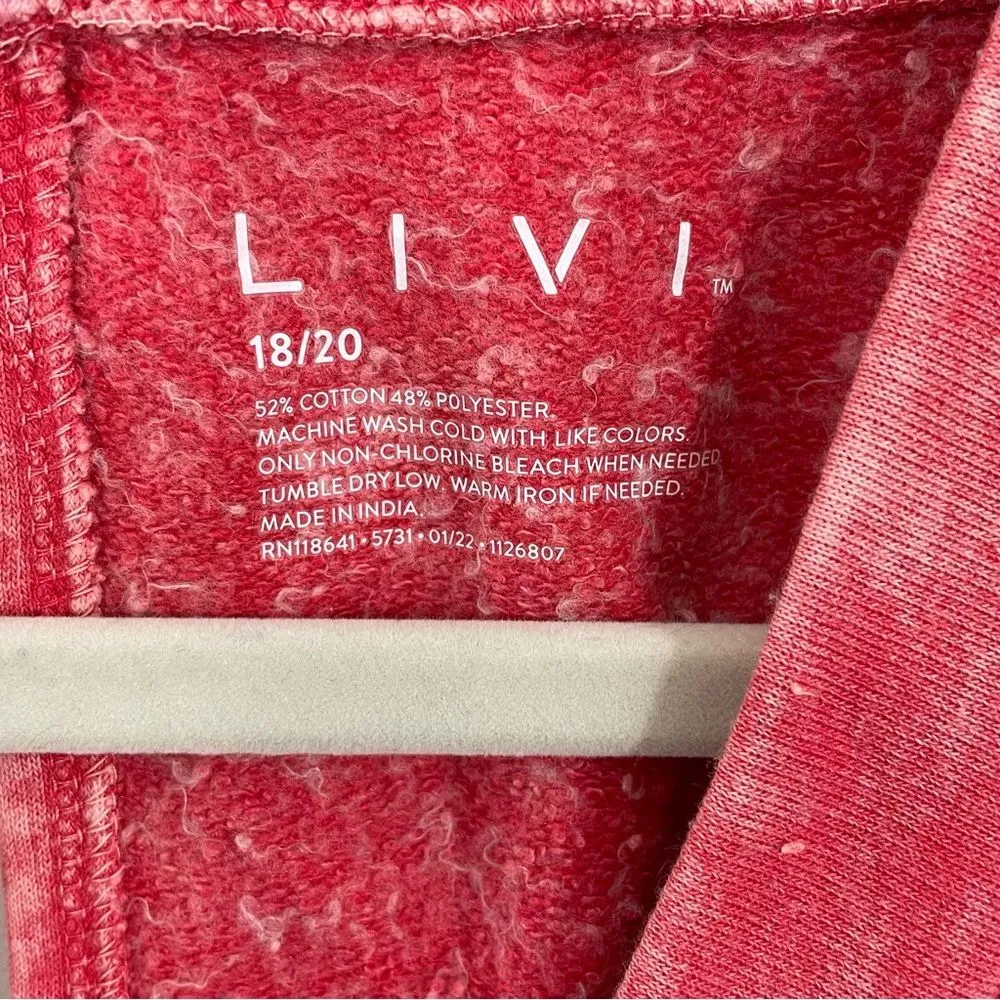 LIVI™
18/20
52% COTTON 48% POLYESTER.
MACHINE WASH COLD WITH LIKE COLORS.
ONLY NON-CHLORINE BLEACH WHEN NEEDED
TUMBLE DRY LOW. WARM IRON IF NEEDED.
MADE IN INDIA.
RN118641 • 5731 • 01/22 • 1126807